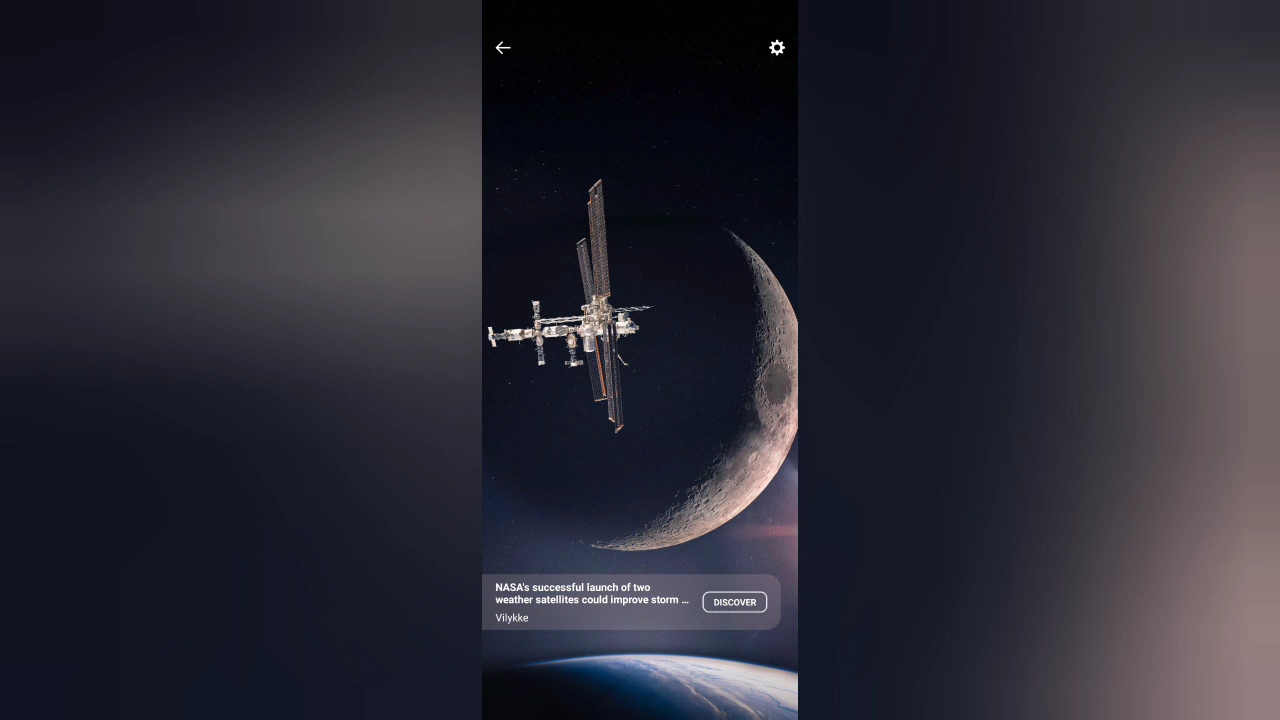 NASA's successful launch of two
weather satellites could improve storm ...
DISCOVER
Vilykke